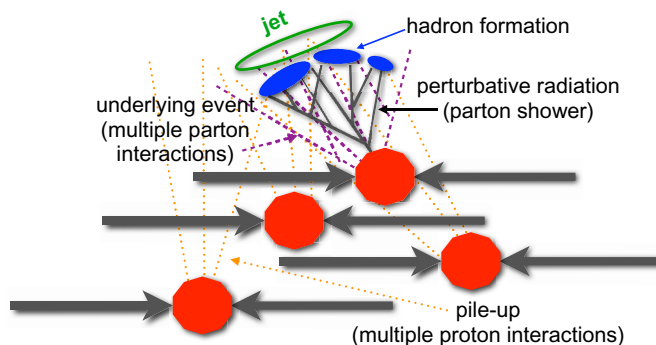 jet
hadron formation
perturbative radiation
(parton shower)
underlying event
(multiple parton
interactions)
pile-up
(multiple proton interactions)